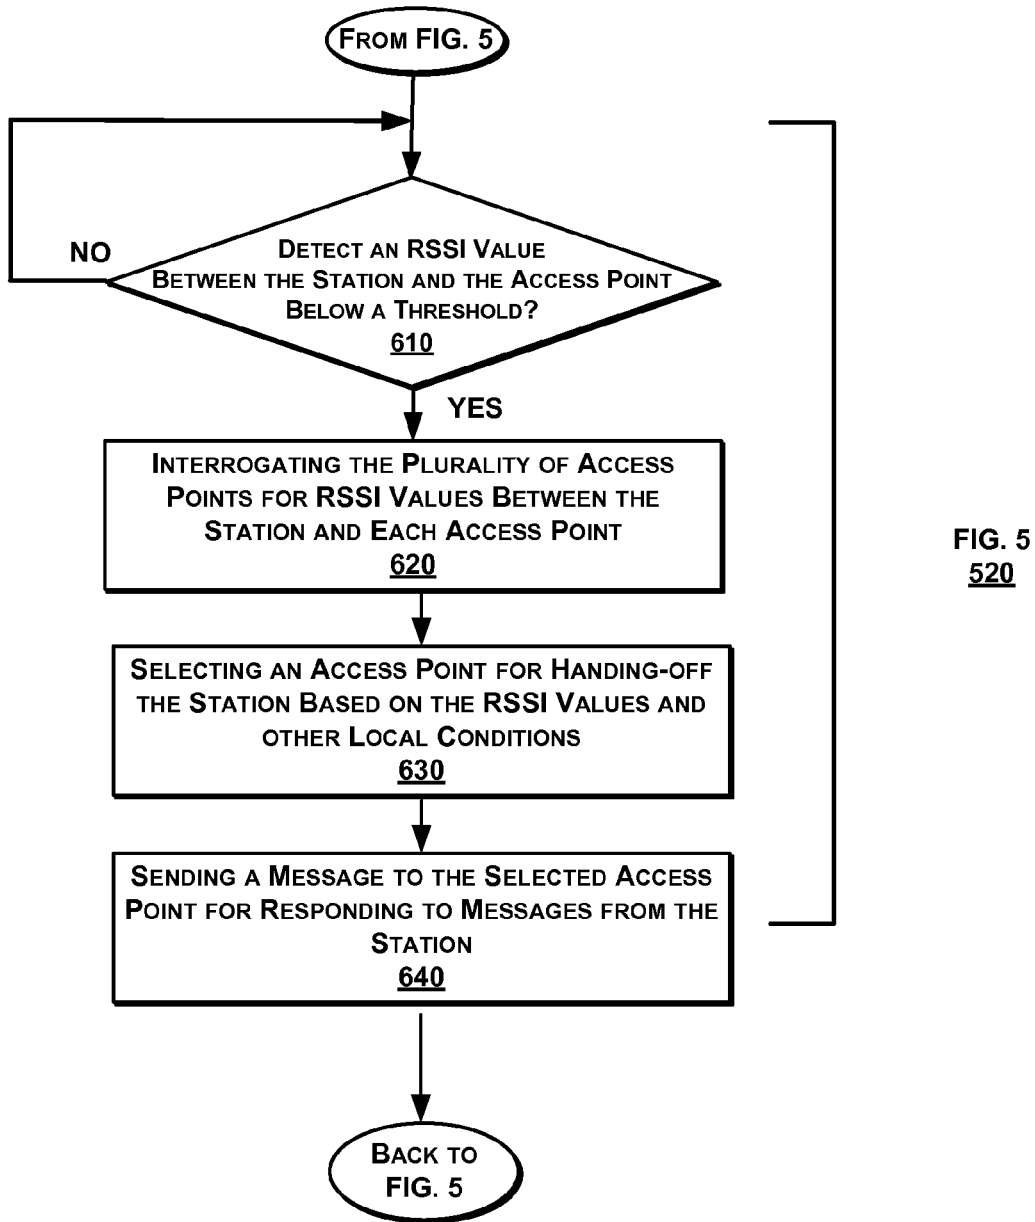 FROM FIG. 5
NO
DETECT AN RSSI VALUE
BETWEEN THE STATION AND THE ACCESS POINT
BELOW A THRESHOLD?
610
YES
INTERROGATING THE PLURALITY OF ACCESS
POINTS FOR RSSI VALUES BETWEEN THE
STATION AND EACH ACCESS POINT
620
SELECTING AN ACCESS POINT FOR HANDING-OFF
THE STATION BASED ON THE RSSI VALUES AND
OTHER LOCAL CONDITIONS
630
SENDING A MESSAGE TO THE SELECTED ACCESS
POINT FOR RESPONDING TO MESSAGES FROM THE
STATION
640
BACK TO
FIG. 5
FIG. 5
520